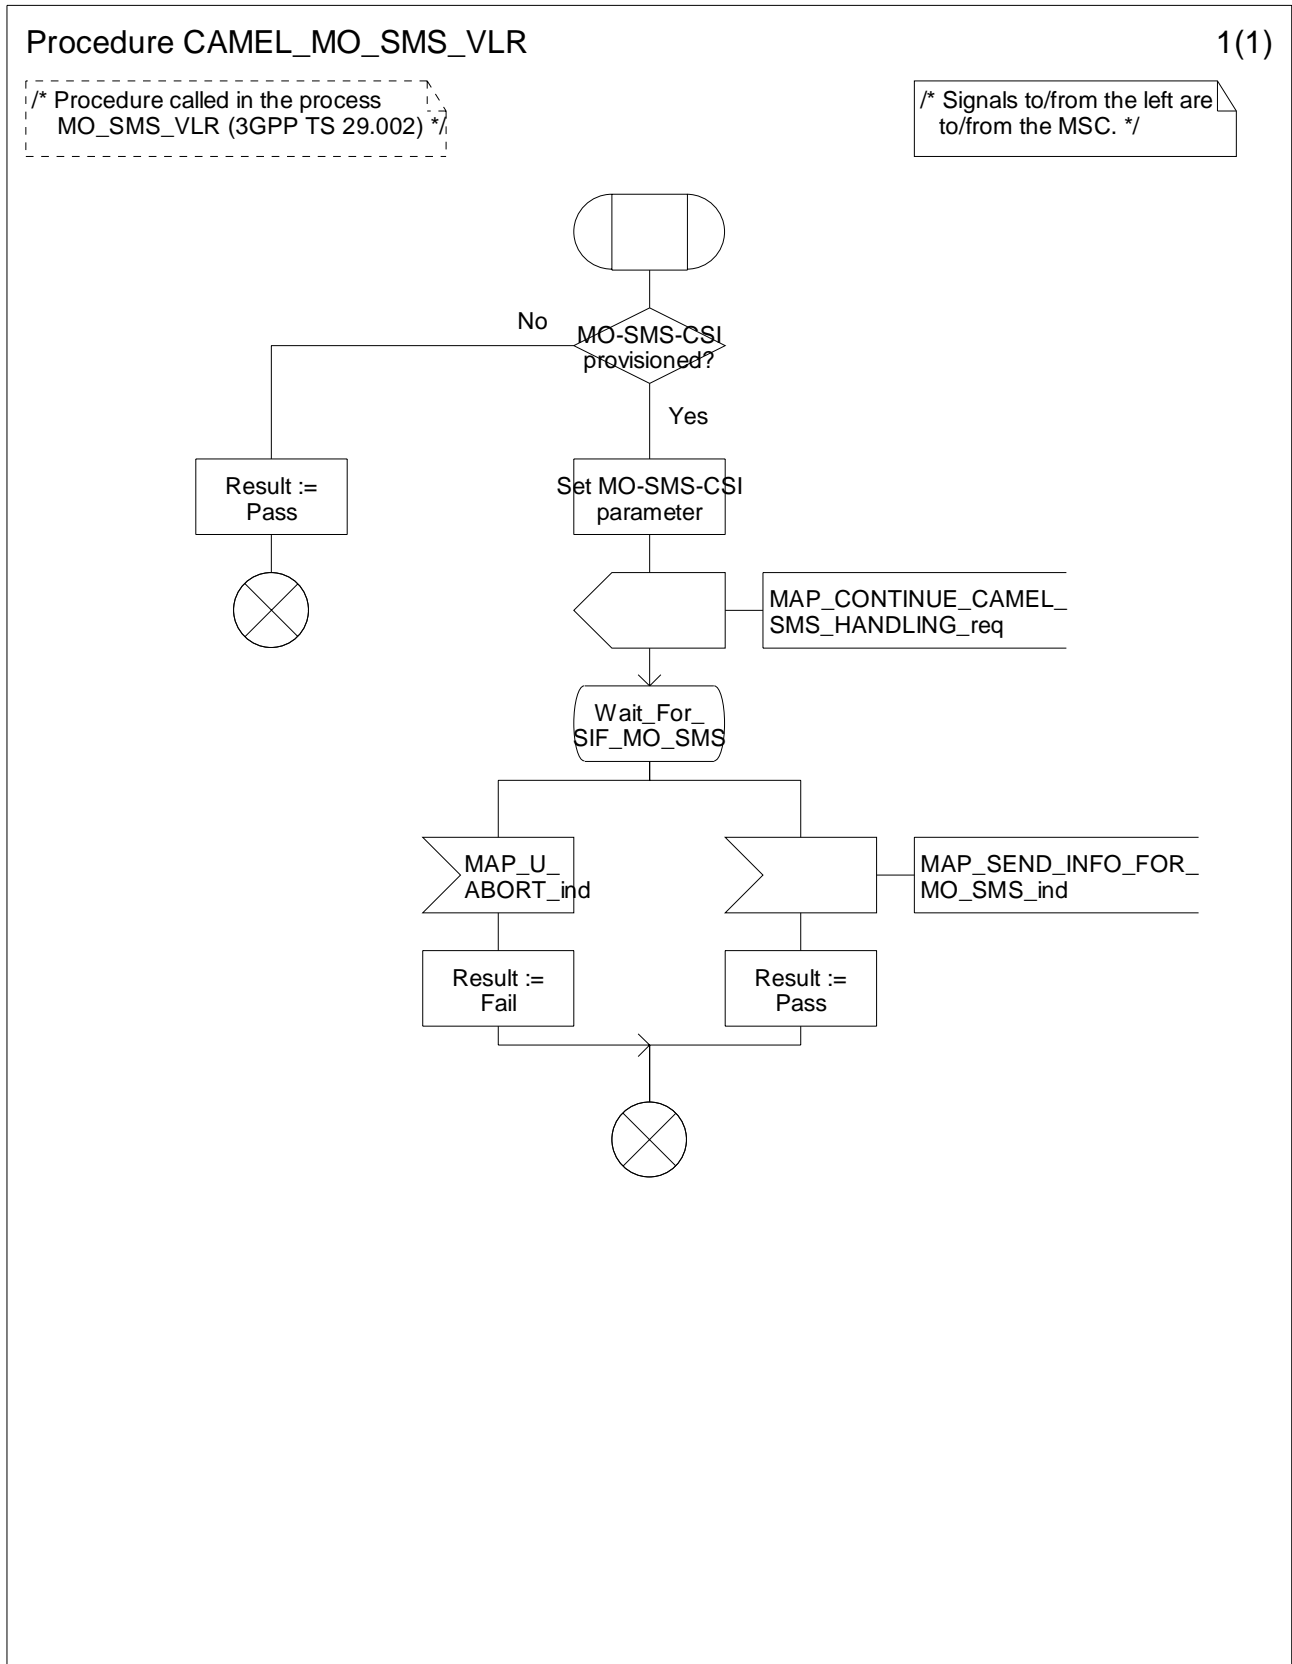 Procedure CAMEL_MO_SMS_VLR
1(1)
/* Procedure called in the process
MO_SMS_VLR (3GPP TS 29.002) */
/* Signals to/from the left are
to/from the MSC. */
No
MO-SMS-CSI
provisioned?
Yes
Result :=
Pass
Set MO-SMS-CSI
parameter
MAP_CONTINUE_CAMEL_
SMS_HANDLING_req
Wait_For_
SIF_MO_SMS
MAP_U_
ABORT_ind
MAP_SEND_INFO_FOR_
MO_SMS_ind
Result :=
Fail
Result :=
Pass